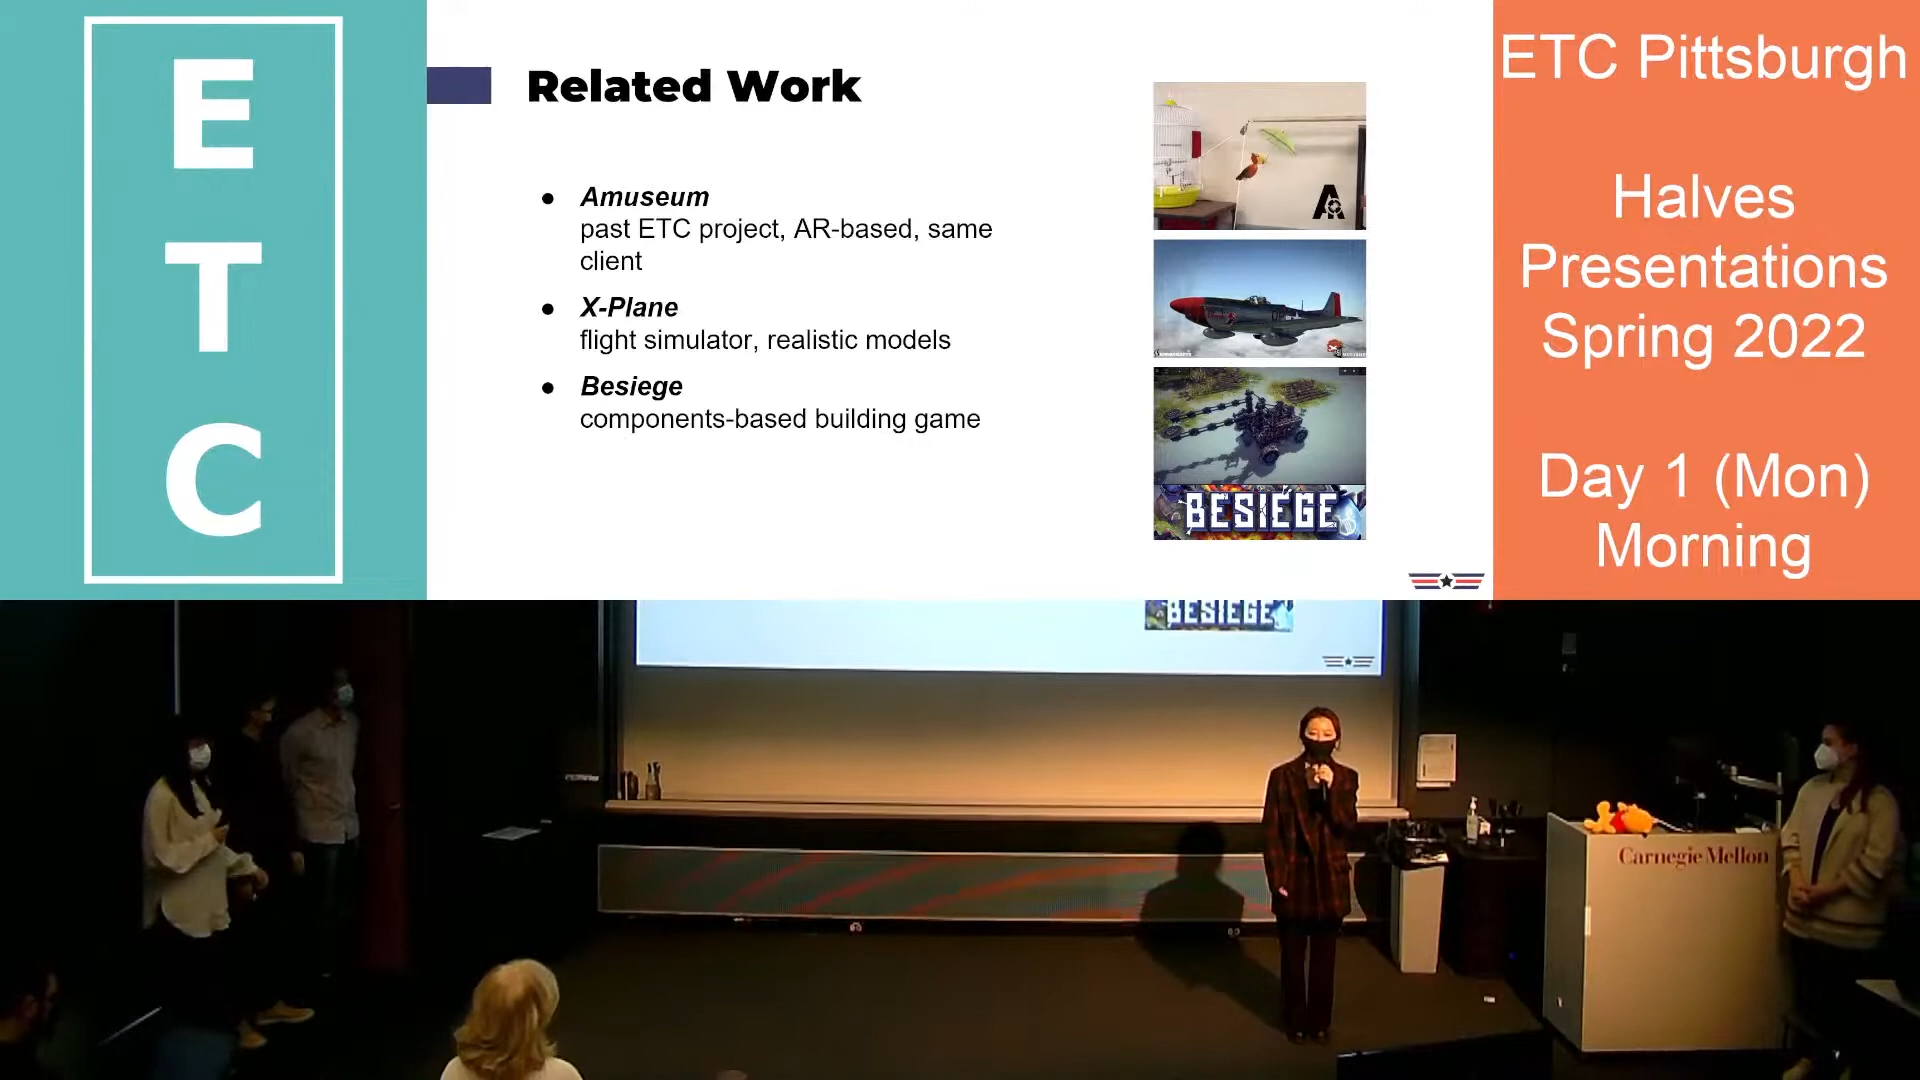 E
T
C
Related Work
● Amuseum
past ETC project, AR-based, same
client
● X-Plane
flight simulator, realistic models
● Besiege
components-based building game
BESIEGE
ETC Pittsburgh
Halves
Presentations
Spring 2022
Day 1 (Mon)
Morning
BESIEGE
Carnegie Mellon